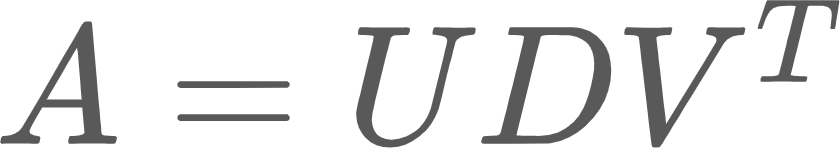 A = UDV^T